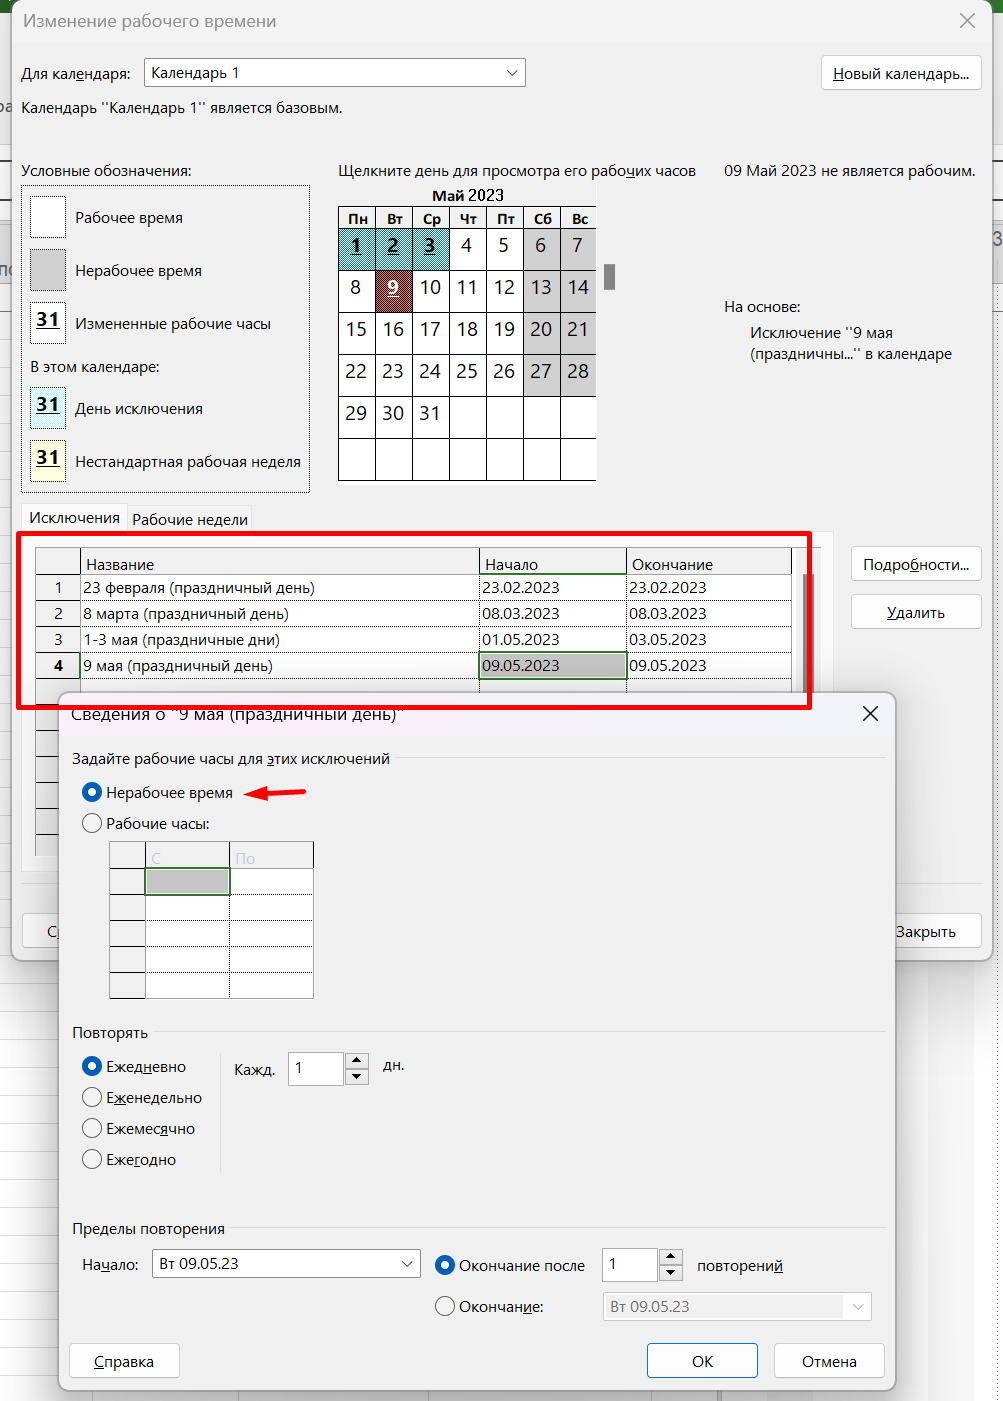 Изменение рабочего времени
Для календаря: Календарь 1 Новый календарь...
Календарь "Календарь 1" является базовым.
Условные обозначения: Щелкните день для просмотра его рабочих часов 09 Май 2023 не является рабочим.
Рабочее время
Нерабочее время
31 Измененные рабочие часы
В этом календаре:
31 День исключения
31 Нестандартная рабочая неделя
Май 2023
Пн Вт Ср Чт Пт Сб Вс
1 2 3 4 5 6 7
8 9 10 11 12 13 14
15 16 17 18 19 20 21
22 23 24 25 26 27 28
29 30 31
На основе:
Исключение "9 мая
(праздничны..." в календаре
Исключения Рабочие недели
Название Начало Окончание
1 23 февраля (праздничный день) 23.02.2023 23.02.2023
2 8 марта (праздничный день) 08.03.2023 08.03.2023
3 1-3 мая (праздничные дни) 01.05.2023 03.05.2023
4 9 мая (праздничный день) 09.05.2023 09.05.2023
Подробности...
Удалить
Сведения о "9 мая (праздничный день)"
Задайте рабочие часы для этих исключений
Нерабочее время
Рабочие часы:
С По
Закрыть
Повторять
Ежедневно Кажд. 1 дн.
Еженедельно
Ежемесячно
Ежегодно
Пределы повторения
Начало: Вт 09.05.23 Окончание после 1 повторений
Окончание: Вт 09.05.23
Справка ОК Отмена